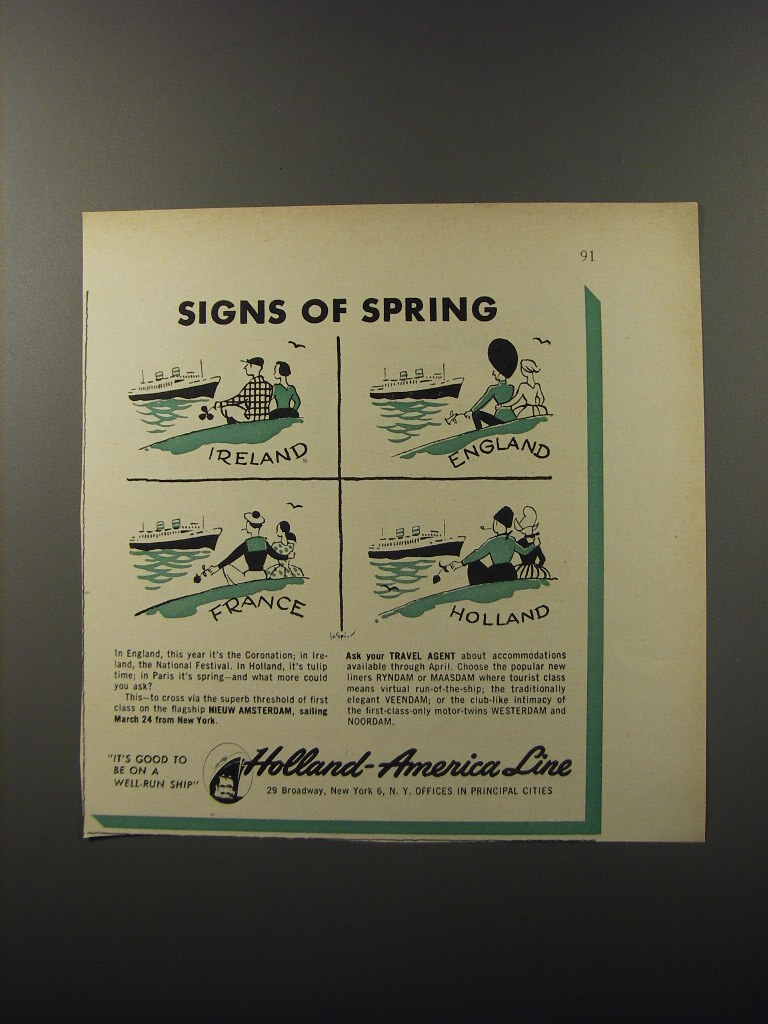 91
SIGNS OF SPRING
IRELAND
ENGLAND
FRANCE
HOLLAND
In England, this year it's the Coronation; in Ire-
land, the National Festival. In Holland, it's tulip
time; in Paris it's spring—and what more could
you ask?
This—to cross via the superb threshold of first
class on the flagship NIEUW AMSTERDAM, sailing
March 24 from New York.
Ask your TRAVEL AGENT about accommodations
available through April. Choose the popular new
liners RYNDAM or MAASDAM where tourist class
means virtual run-of-the-ship; the traditionally
elegant VEENDAM; or the club-like intimacy of
the first-class-only motor-twins WESTERDAM and
NOORDAM.
"IT'S GOOD TO
BE ON A
WELL-RUN SHIP"
Holland-America Line
29 Broadway, New York 6, N. Y. OFFICES IN PRINCIPAL CITIES